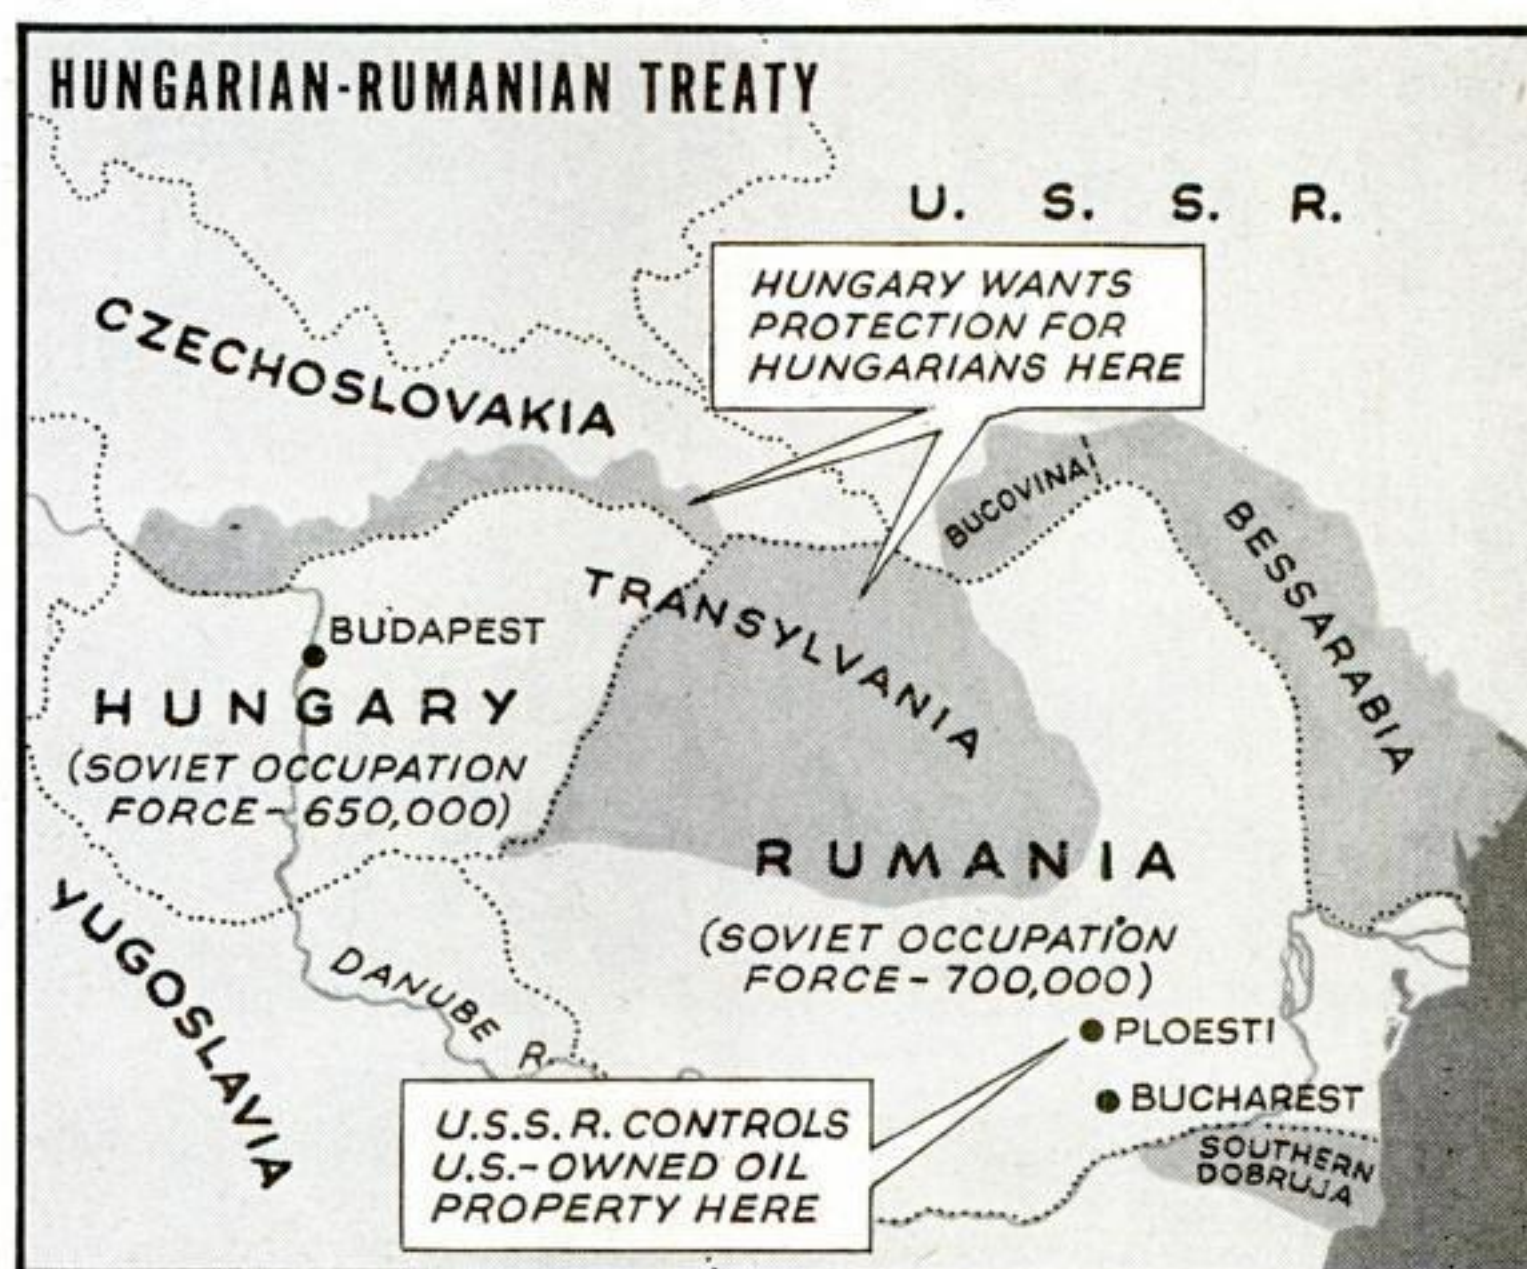 HUNGARIAN-RUMANIAN TREATY
U. S. S. R.
HUNGARY WANTS
PROTECTION FOR
HUNGARIANS HERE
CZECHOSLOVAKIA
BUCOVINA
BESSARABIA
TRANSYLVANIA
BUDAPEST
HUNGARY
(SOVIET OCCUPATION
FORCE-650,000)
RUMANIA
(SOVIET OCCUPATION
FORCE-700,000)
YUGOSLAVIA
DANUBE R.
PLOESTI
BUCHAREST
U.S.S.R. CONTROLS
U.S.-OWNED OIL
PROPERTY HERE
SOUTHERN
DOBRUJA